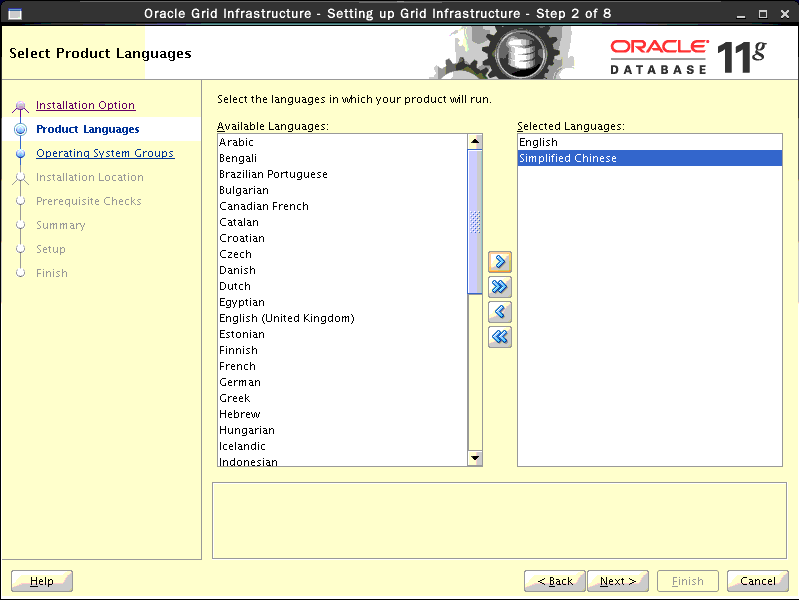 Oracle Grid Infrastructure - Setting up Grid Infrastructure - Step 2 of 8
Select Product Languages
ORACLE
DATABASE 11g
Installation Option
Product Languages
Operating System Groups
Installation Location
Prerequisite Checks
Summary
Setup
Finish
Select the languages in which your product will run.
Available Languages:
Arabic
Bengali
Brazilian Portuguese
Bulgarian
Canadian French
Catalan
Croatian
Czech
Danish
Dutch
Egyptian
English (United Kingdom)
Estonian
Finnish
French
German
Greek
Hebrew
Hungarian
Icelandic
Indonesian
Selected Languages:
English
Simplified Chinese
Help
< Back
Next >
Finish
Cancel